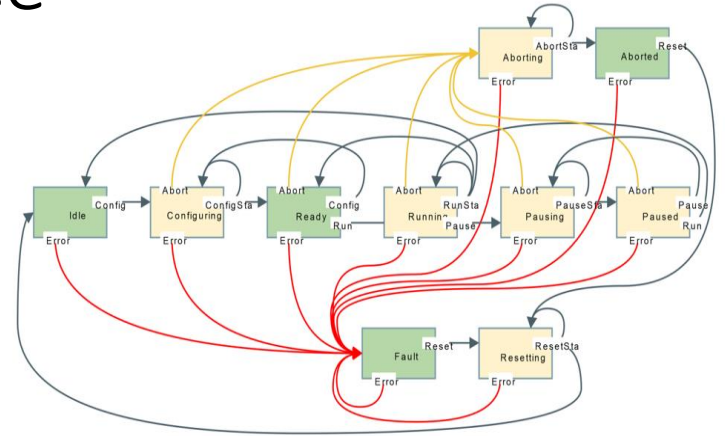 AbortSta
Reset
Aborting
Aborted
Error
Error
Abort
Abort
Abort
Abort
Abort
Config
ConfigSta
Config
RunSta
PauseSta
Pause
Idle
Configuring
Ready
Running
Pausing
Paused
Run
Pause
Run
Error
Error
Error
Error
Error
Error
Reset
ResetSta
Fault
Resetting
Error
Error